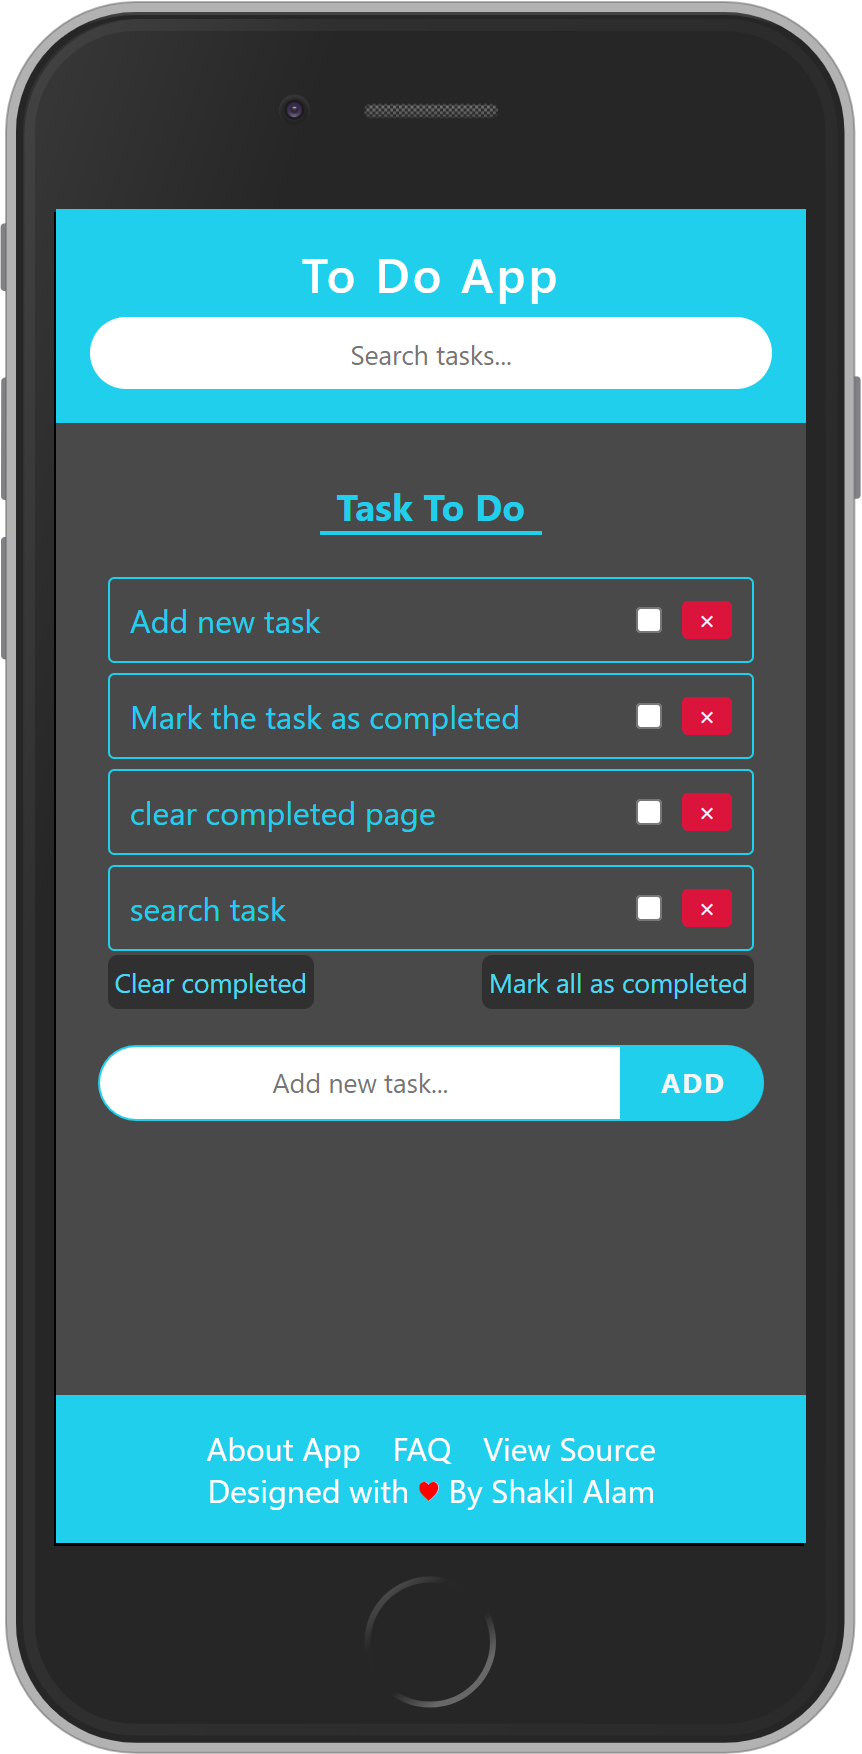 To Do App
Search tasks...
Task To Do
Add new task ×
Mark the task as completed ×
clear completed page ×
search task ×
Clear completed Mark all as completed
Add new task... ADD
About App FAQ View Source
Designed with ♥ By Shakil Alam